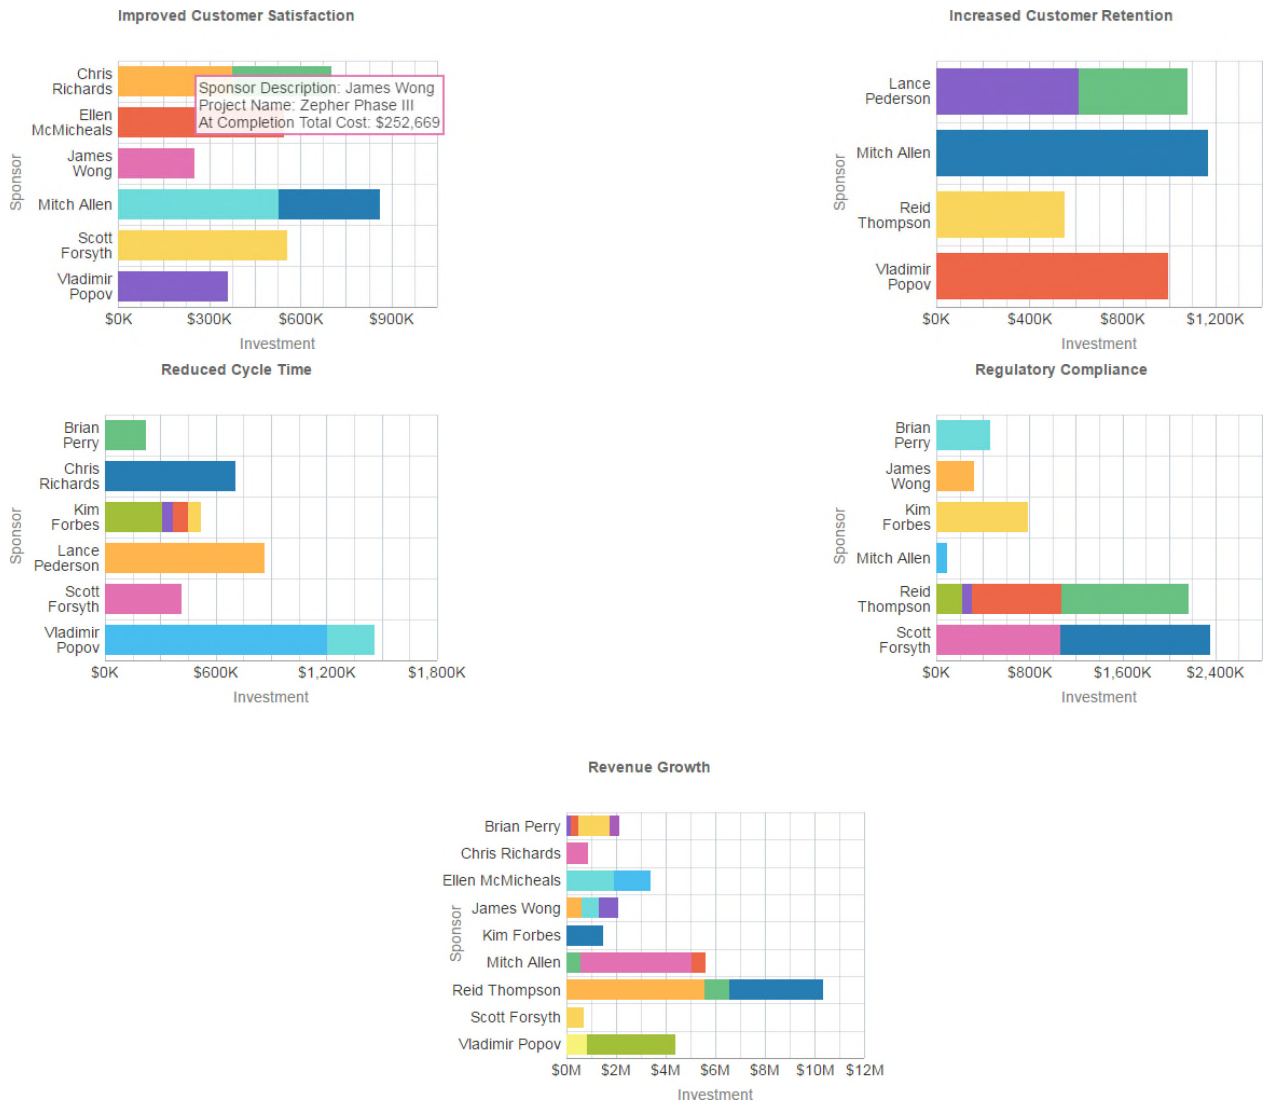 Improved Customer Satisfaction
Chris
Richards
Ellen
McMicheals
James
Wong
Mitch Allen
Scott
Forsyth
Vladimir
Popov
Sponsor
Sponsor Description: James Wong
Project Name: Zepher Phase III
At Completion Total Cost: $252,669
$0K $300K $600K $900K
Investment
Increased Customer Retention
Lance
Pederson
Mitch Allen
Reid
Thompson
Vladimir
Popov
Sponsor
$0K $400K $800K $1,200K
Investment
Reduced Cycle Time
Brian
Perry
Chris
Richards
Kim
Forbes
Lance
Pederson
Scott
Forsyth
Vladimir
Popov
Sponsor
$0K $600K $1,200K $1,800K
Investment
Regulatory Compliance
Brian
Perry
James
Wong
Kim
Forbes
Mitch Allen
Reid
Thompson
Scott
Forsyth
Sponsor
$0K $800K $1,600K $2,400K
Investment
Revenue Growth
Brian Perry
Chris Richards
Ellen McMicheals
James Wong
Kim Forbes
Mitch Allen
Reid Thompson
Scott Forsyth
Vladimir Popov
Sponsor
$0M $2M $4M $6M $8M $10M $12M
Investment